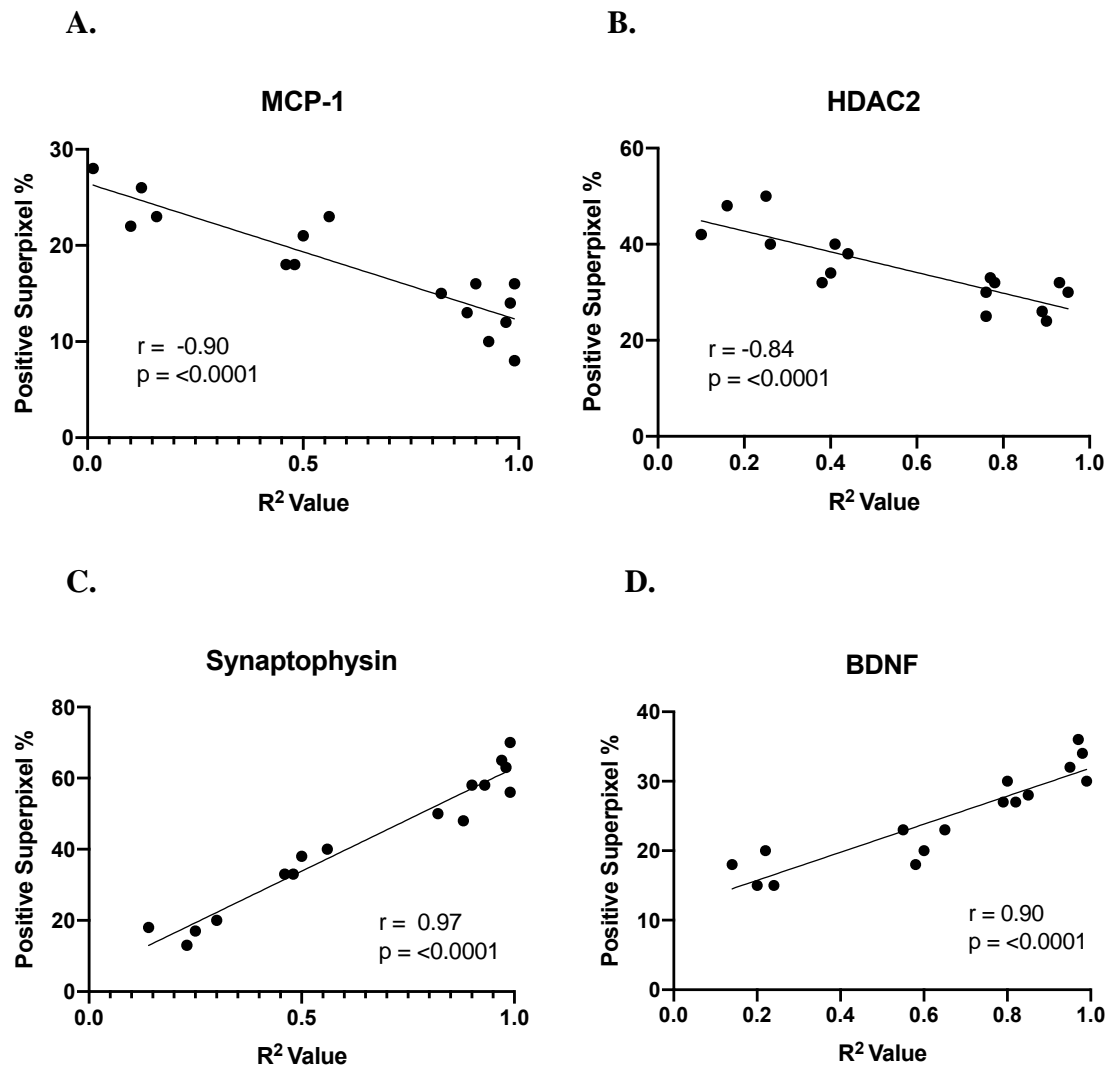 A.
MCP-1
Positive Superpixel %
30
20
10
0
0.0
0.5
1.0
r = -0.90
p = <0.0001
R² Value
B.
HDAC2
Positive Superpixel %
60
40
20
0
0.0
0.2
0.4
0.6
0.8
1.0
r = -0.84
p = <0.0001
R² Value
C.
Synaptophysin
Positive Superpixel %
80
60
40
20
0
0.0
0.5
1.0
r = 0.97
p = <0.0001
R² Value
D.
BDNF
Positive Superpixel %
40
30
20
10
0
0.0
0.2
0.4
0.6
0.8
1.0
r = 0.90
p = <0.0001
R² Value